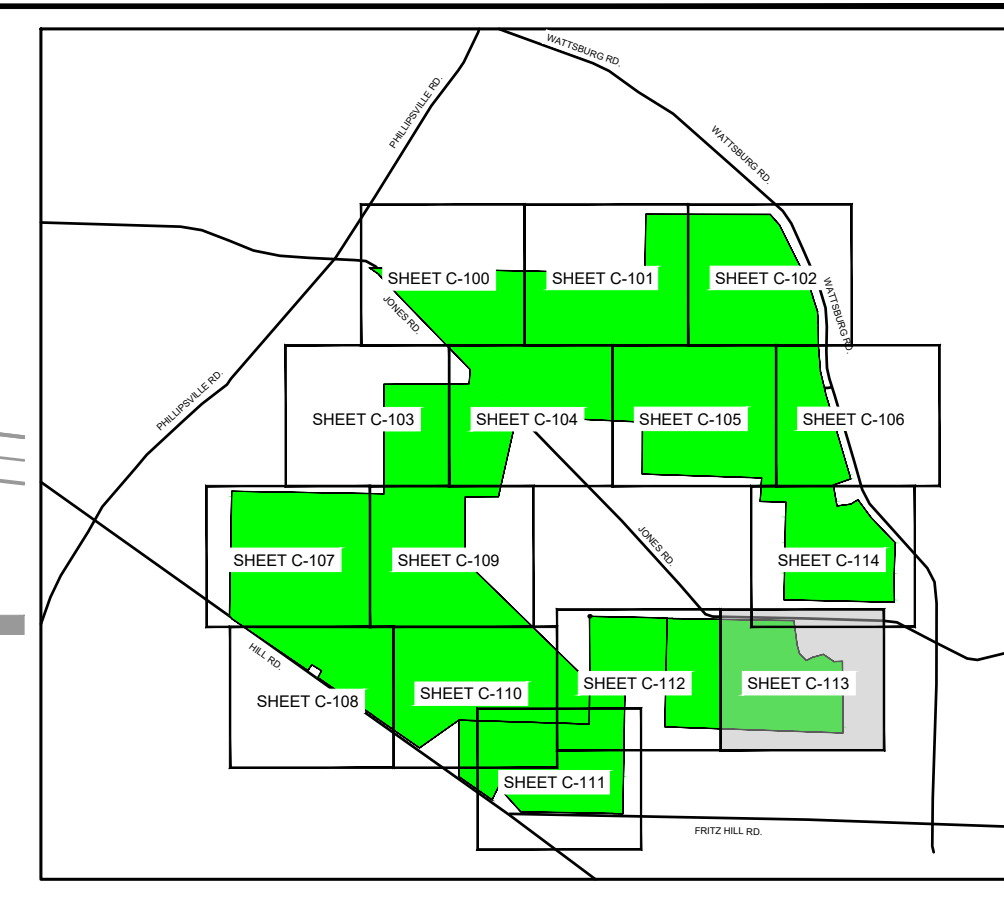 WATTSBURG RD.
PHILLIPSVILLE RD.
WATTSBURG RD.
SHEET C-100
SHEET C-101
SHEET C-102
JONES RD.
WATTSBURG RD.
PHILLIPSVILLE RD.
SHEET C-103
SHEET C-104
SHEET C-105
SHEET C-106
JONES RD.
SHEET C-107
SHEET C-109
SHEET C-114
HILL RD.
SHEET C-108
SHEET C-110
SHEET C-112
SHEET C-113
SHEET C-111
FRITZ HILL RD.